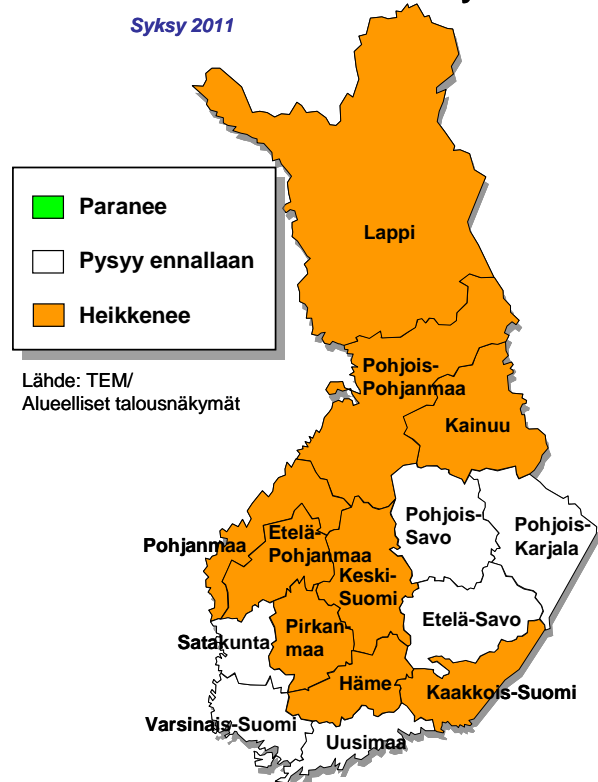 Syksy 2011
Paranee
Pysyy ennallaan
Heikkenee
Lähde: TEM/
Alueelliset talousnäkymät
Lappi
Pohjois-
Pohjanmaa
Kainuu
Pohjois-
Savo
Pohjois-
Karjala
Pohjanmaa
Etelä-
Pohjanmaa
Keski-
Suomi
Etelä-Savo
Satakunta
Pirkan-
maa
Häme
Kaakkois-Suomi
Varsinais-Suomi
Uusimaa